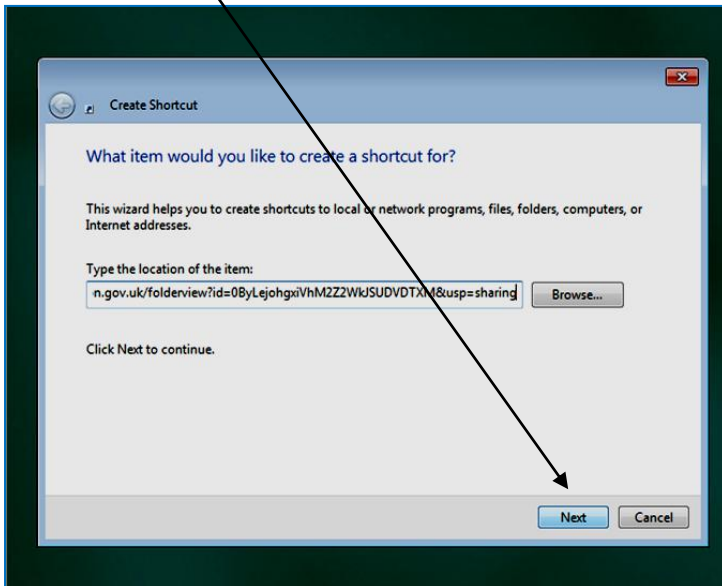 Create Shortcut
What item would you like to create a shortcut for?
This wizard helps you to create shortcuts to local or network programs, files, folders, computers, or
Internet addresses.
Type the location of the item:
n.gov.uk/folderview?id=0ByLejohgxiVhM2Z2WkJSUDVDTXM&usp=sharing
Browse...
Click Next to continue.
Next
Cancel